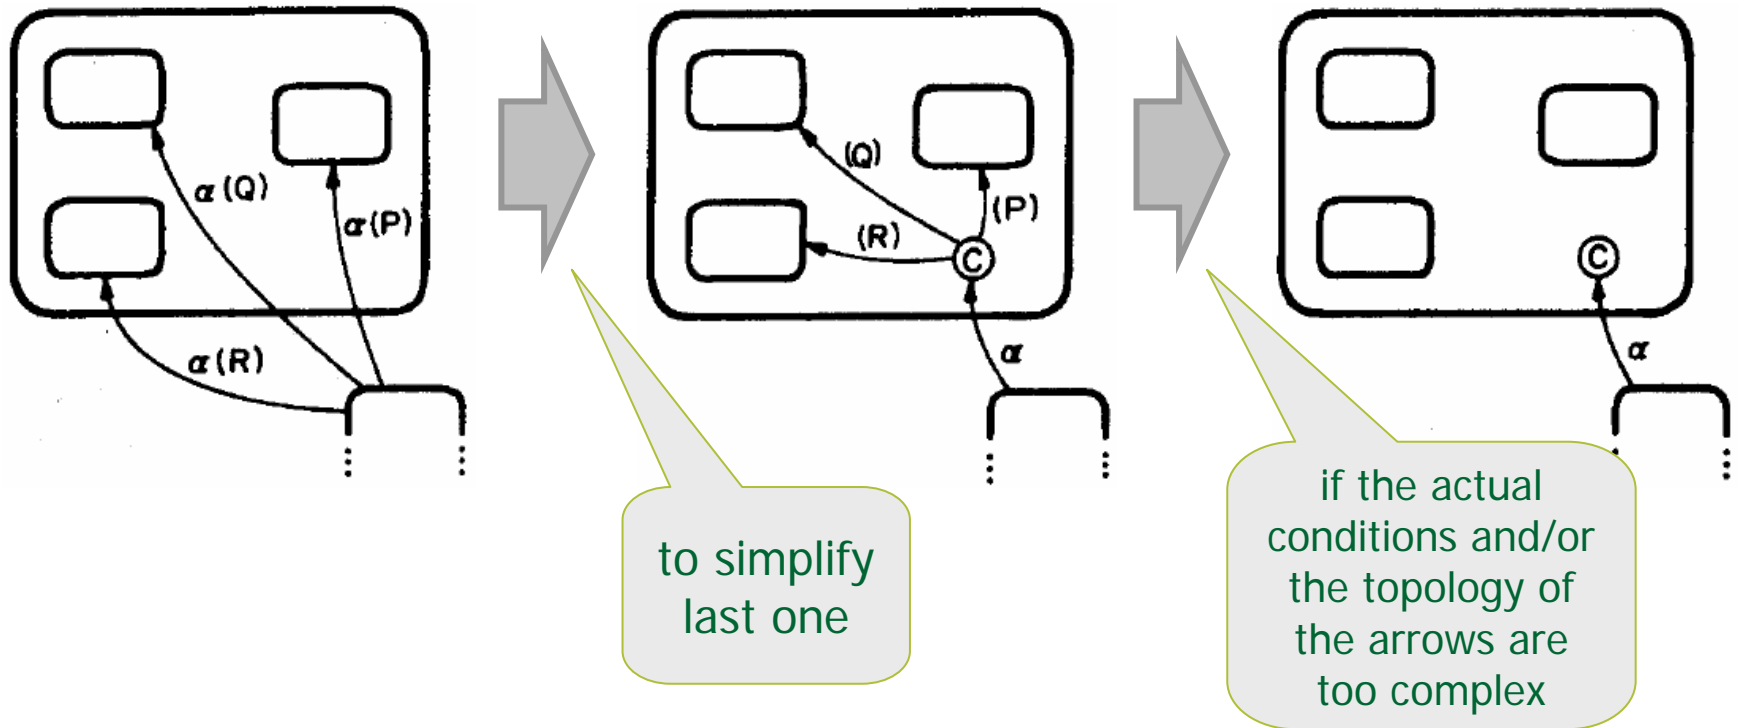 α (Q)
α (P)
α (R)
(Q)
(P)
(R)
C
α
C
α
to simplify
last one
if the actual
conditions and/or
the topology of
the arrows are
too complex